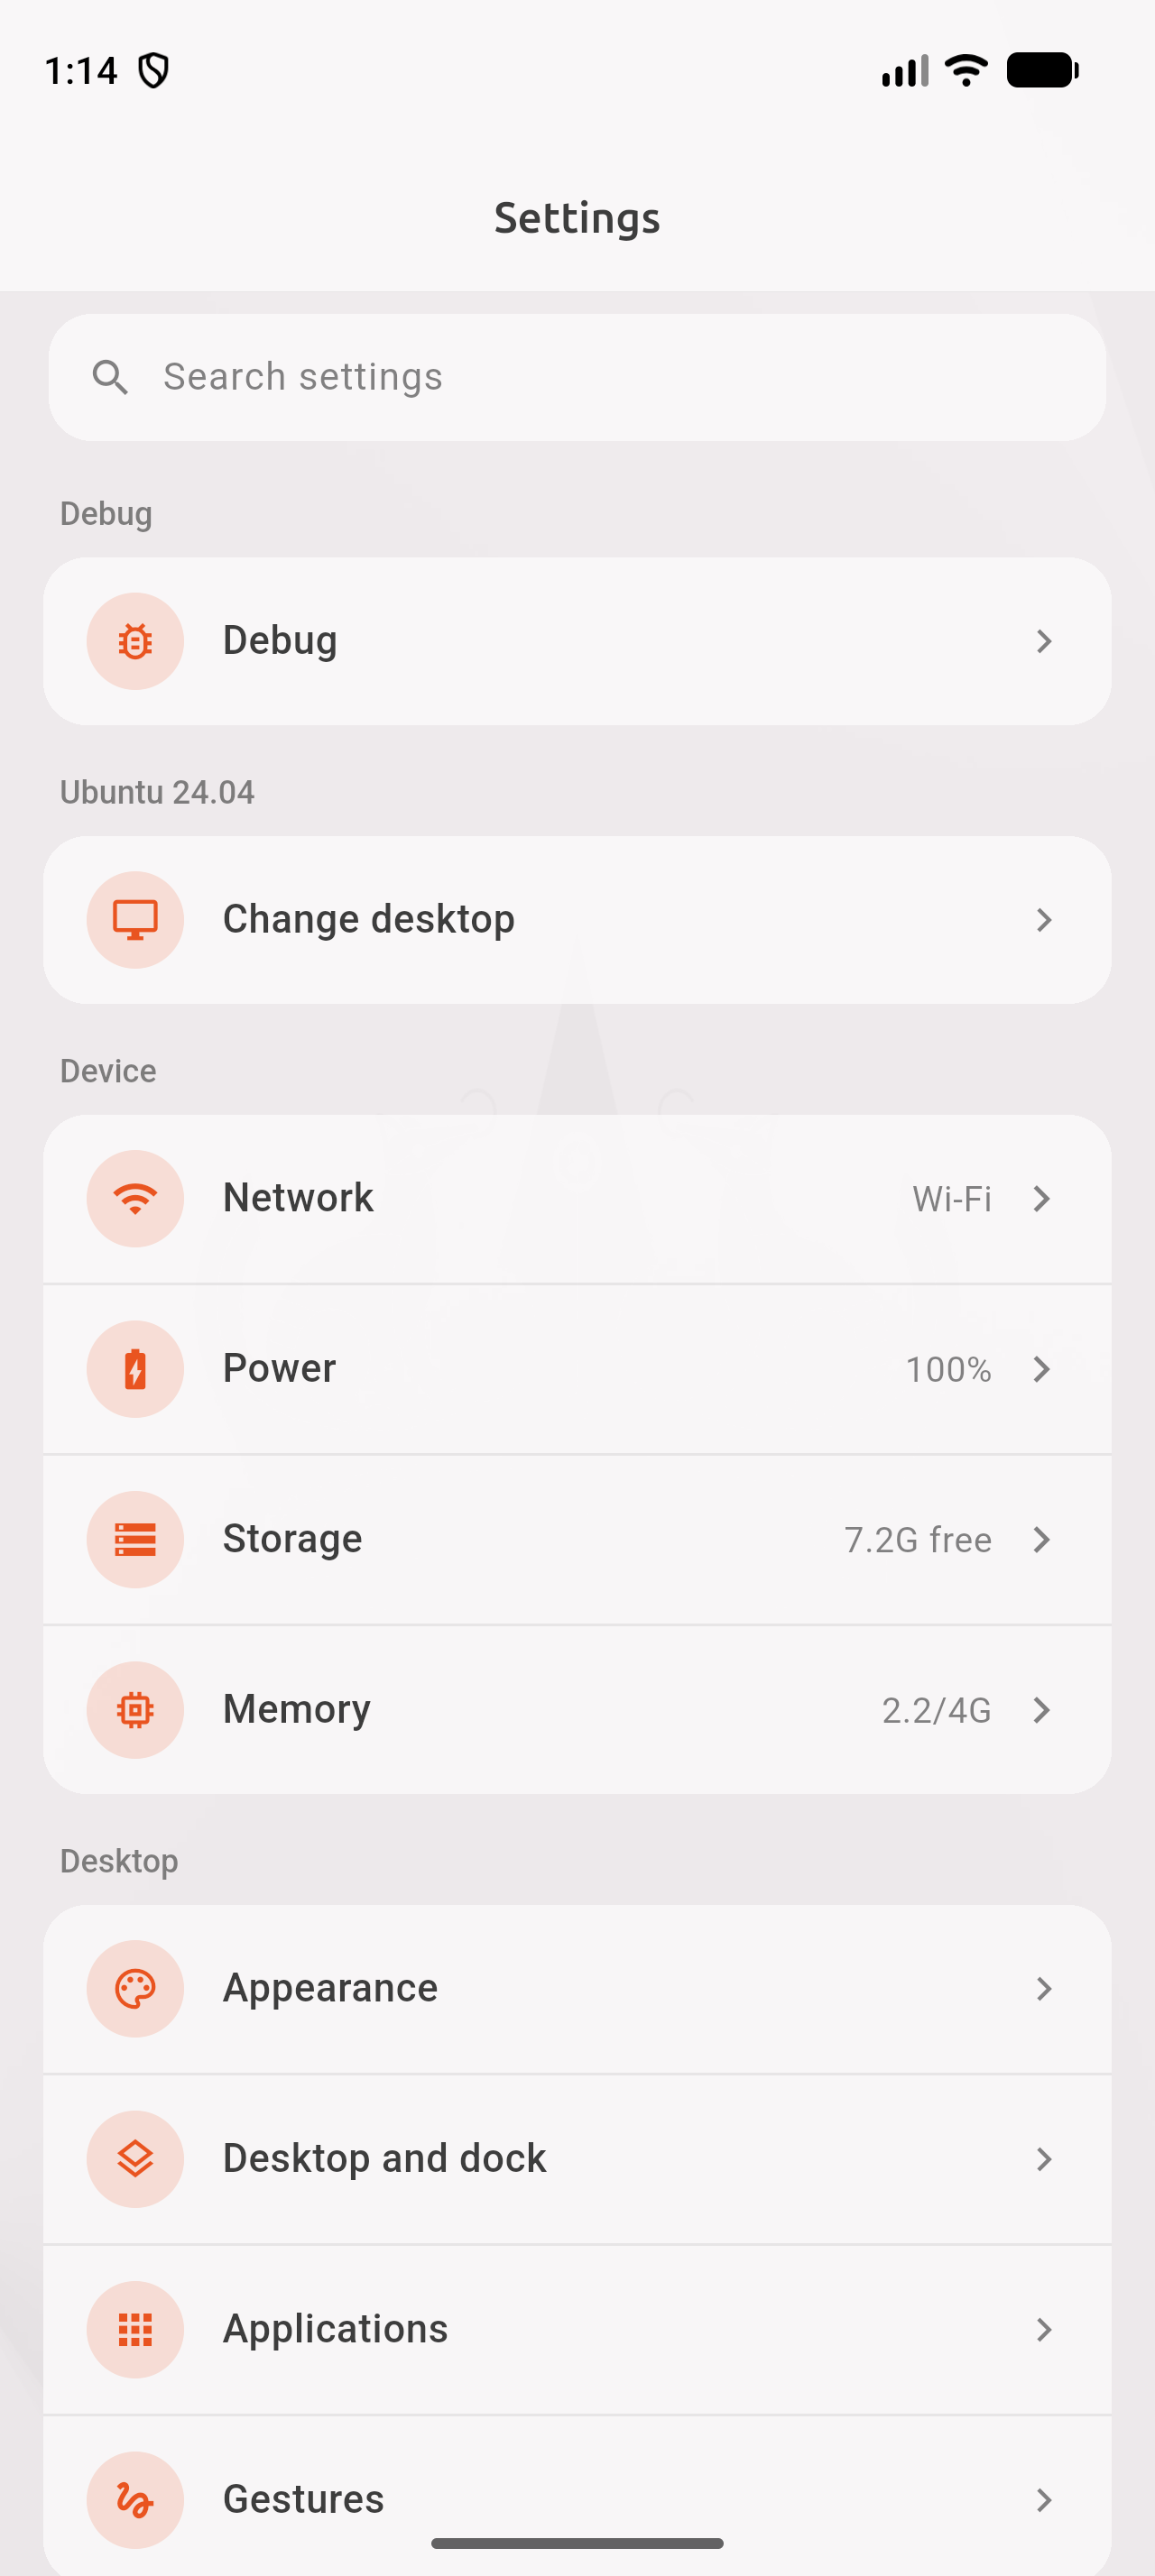 1:14
Settings
Search settings
Debug
Debug
Ubuntu 24.04
Change desktop
Device
Network Wi-Fi
Power 100%
Storage 7.2G free
Memory 2.2/4G
Desktop
Appearance
Desktop and dock
Applications
Gestures